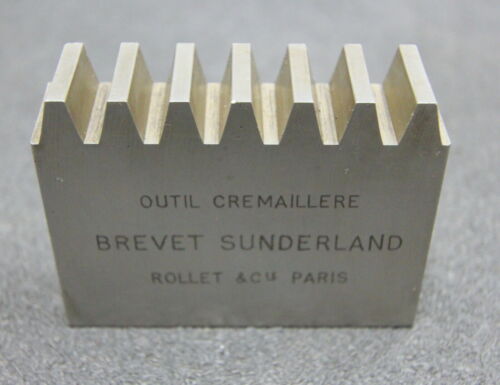 OUTIL CREMAILLERE
BREVET SUNDERLAND
ROLLET & Cie PARIS